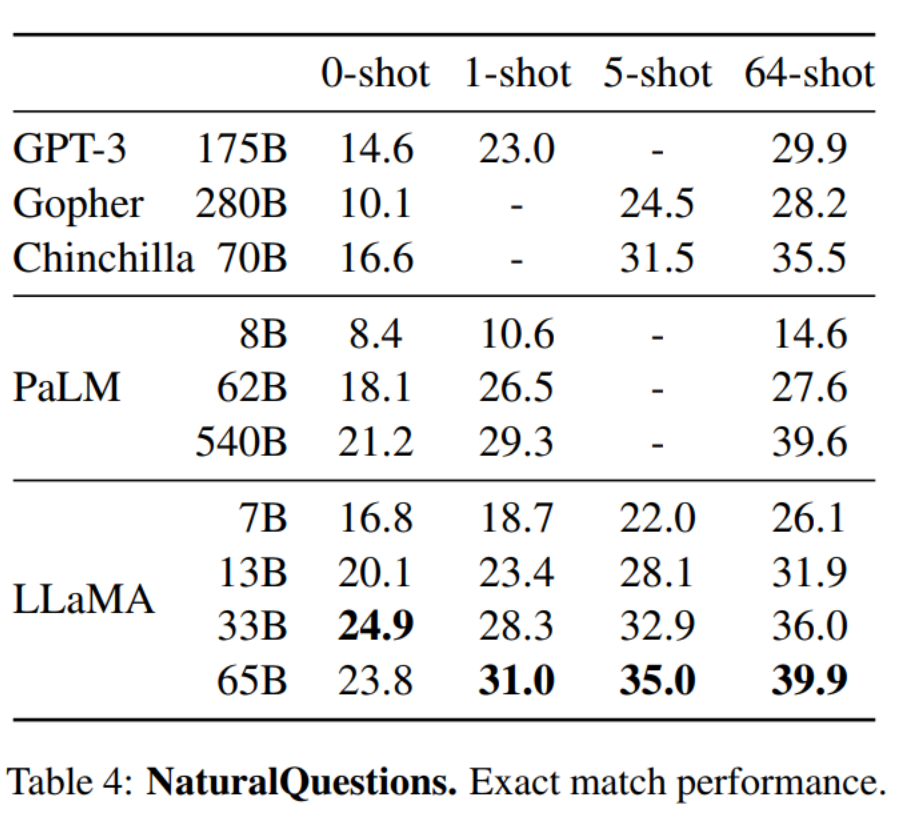 0-shot 1-shot 5-shot 64-shot
GPT-3 175B 14.6 23.0 - 29.9
Gopher 280B 10.1 - 24.5 28.2
Chinchilla 70B 16.6 - 31.5 35.5
8B 8.4 10.6 - 14.6
PaLM 62B 18.1 26.5 - 27.6
540B 21.2 29.3 - 39.6
7B 16.8 18.7 22.0 26.1
13B 20.1 23.4 28.1 31.9
LLaMA
33B 24.9 28.3 32.9 36.0
65B 23.8 31.0 35.0 39.9
Table 4: NaturalQuestions. Exact match performance.